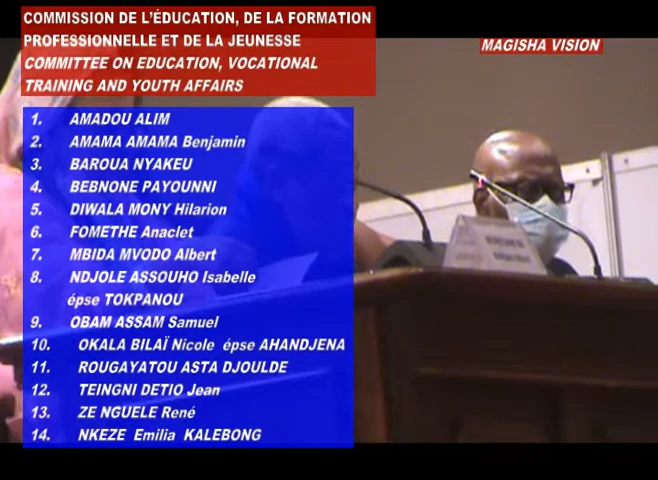 COMMISSION DE L'ÉDUCATION, DE LA FORMATION
PROFESSIONNELLE ET DE LA JEUNESSE
COMMITTEE ON EDUCATION, VOCATIONAL
TRAINING AND YOUTH AFFAIRS
MAGISHA VISION
1. AMADOU ALIM
2. AMAMA AMAMA Benjamin
3. BAROUA NYAKEU
4. BEBNONE PAYOUNNI
5. DIWALA MONY Hilarion
6. FOMETHE Anaclet
7. MBIDA MVODO Albert
8. NDJOLE ASSOUHO Isabelle
épse TOKPANOU
9. OBAM ASSAM Samuel
10. OKALA BILAÏ Nicole épse AHANDJENA
11. ROUGAYATOU ASTA DJOULDE
12. TEINGNI DETIO Jean
13. ZE NGUELE René
14. NKEZE Emilia KALEBONG